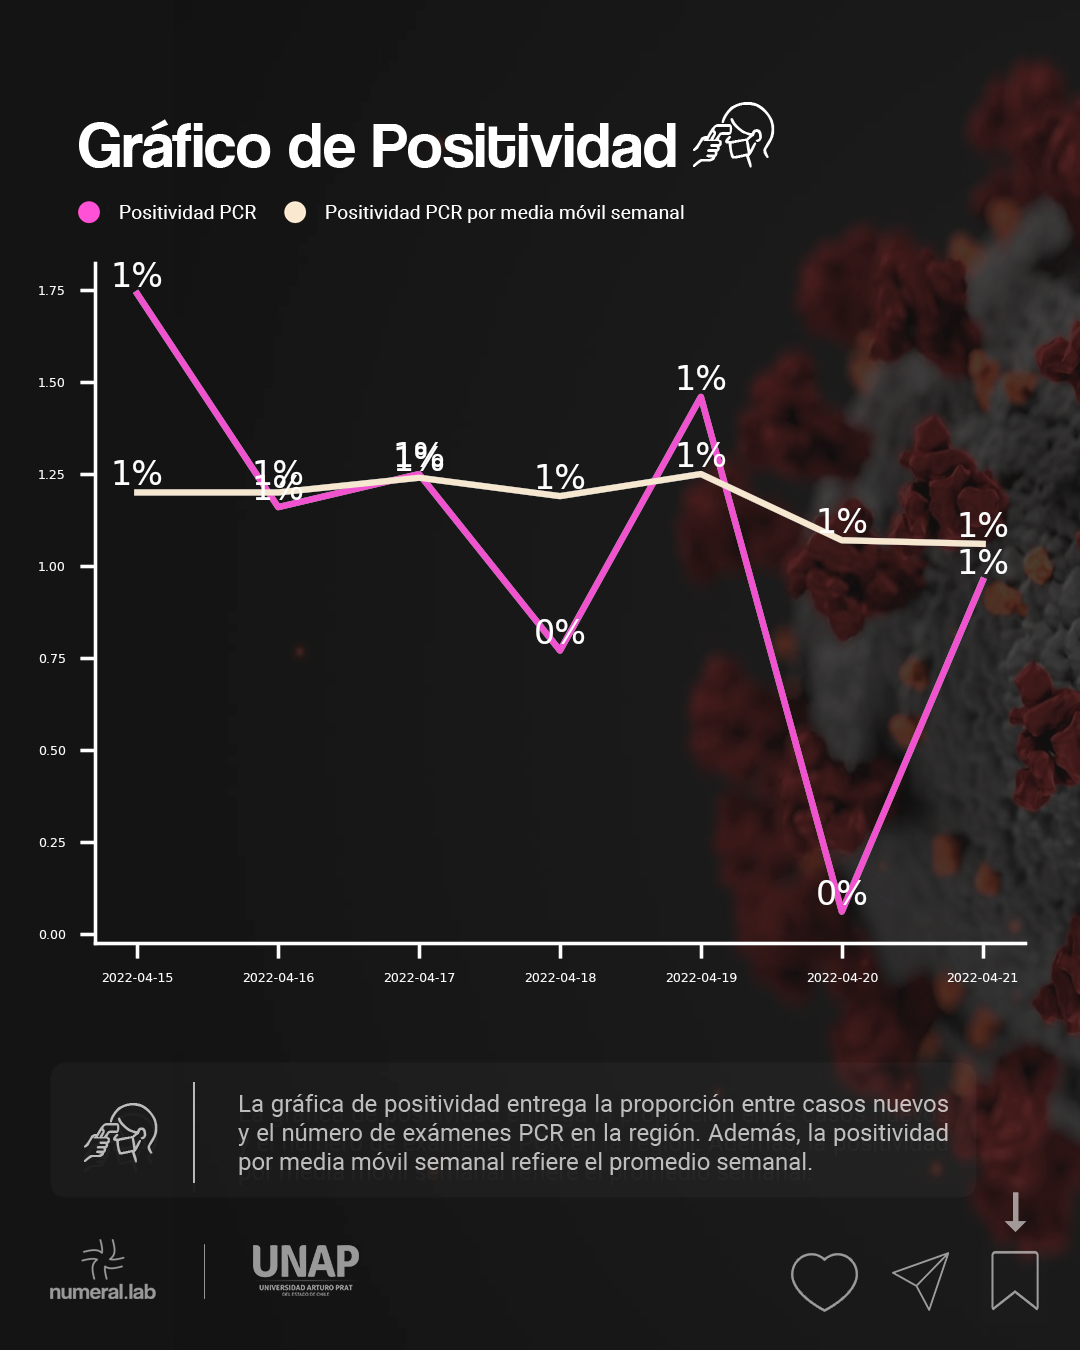 Gráfico de Positividad
Positividad PCR
Positividad PCR por media móvil semanal
1.75
1.50
1.25
1.00
0.75
0.50
0.25
0.00
1%
1%
1%
1%
1%
1%
1%
0%
1%
1%
1%
0%
1%
1%
2022-04-15
2022-04-16
2022-04-17
2022-04-18
2022-04-19
2022-04-20
2022-04-21
La gráfica de positividad entrega la proporción entre casos nuevos
y el número de exámenes PCR en la región. Además, la positividad
por media móvil semanal refiere el promedio semanal.
numeral.lab
UNAP
UNIVERSIDAD ARTURO PRAT
DEL ESTADO DE CHILE